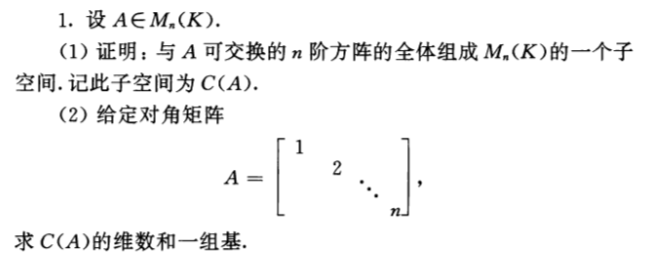 1. 设 A∈Mₙ(K).
(1) 证明：与 A 可交换的 n 阶方阵的全体组成 Mₙ(K)的一个子
空间.记此子空间为 C(A).
(2) 给定对角矩阵
A = [1 2 ⋱ n],
求 C(A)的维数和一组基.